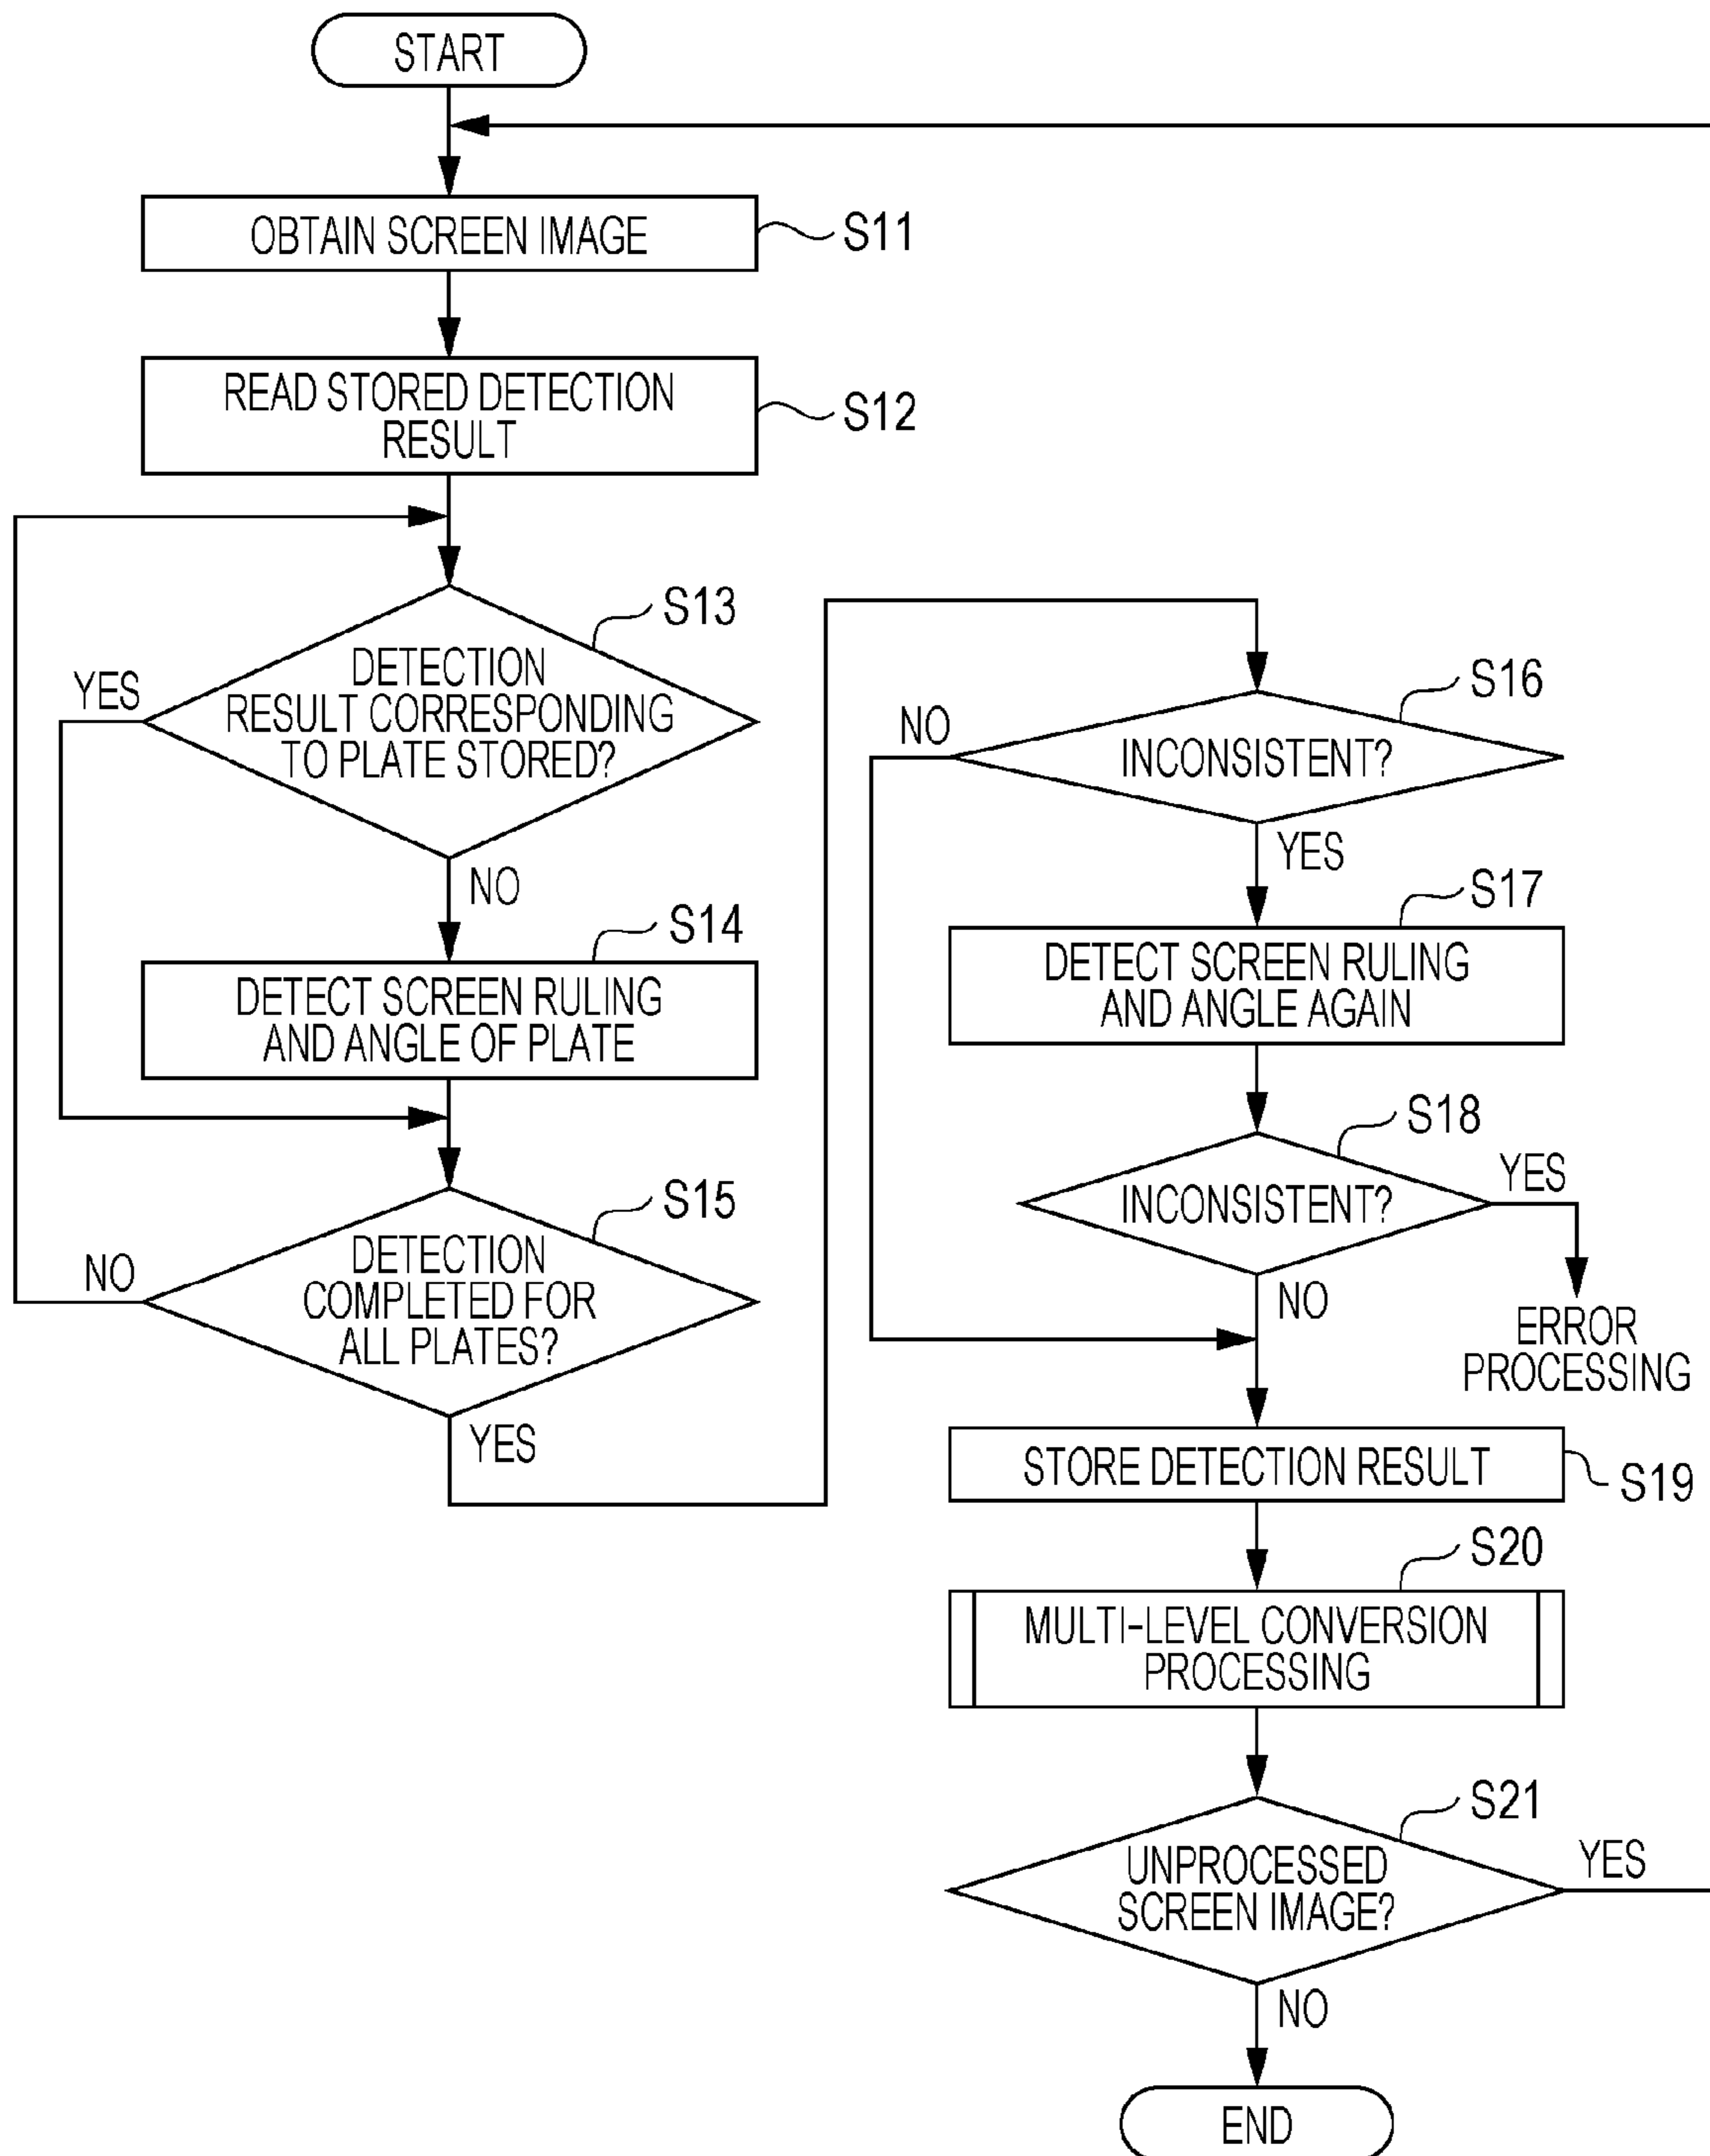 START
OBTAIN SCREEN IMAGE
S11
READ STORED DETECTION
RESULT
S12
S13
DETECTION
RESULT CORRESPONDING
TO PLATE STORED?
YES
NO
S14
DETECT SCREEN RULING
AND ANGLE OF PLATE
S15
DETECTION
COMPLETED FOR
ALL PLATES?
NO
YES
S16
INCONSISTENT?
NO
YES
S17
DETECT SCREEN RULING
AND ANGLE AGAIN
S18
INCONSISTENT?
YES
NO
ERROR
PROCESSING
STORE DETECTION RESULT
S19
S20
MULTI-LEVEL CONVERSION
PROCESSING
S21
UNPROCESSED
SCREEN IMAGE?
YES
NO
END